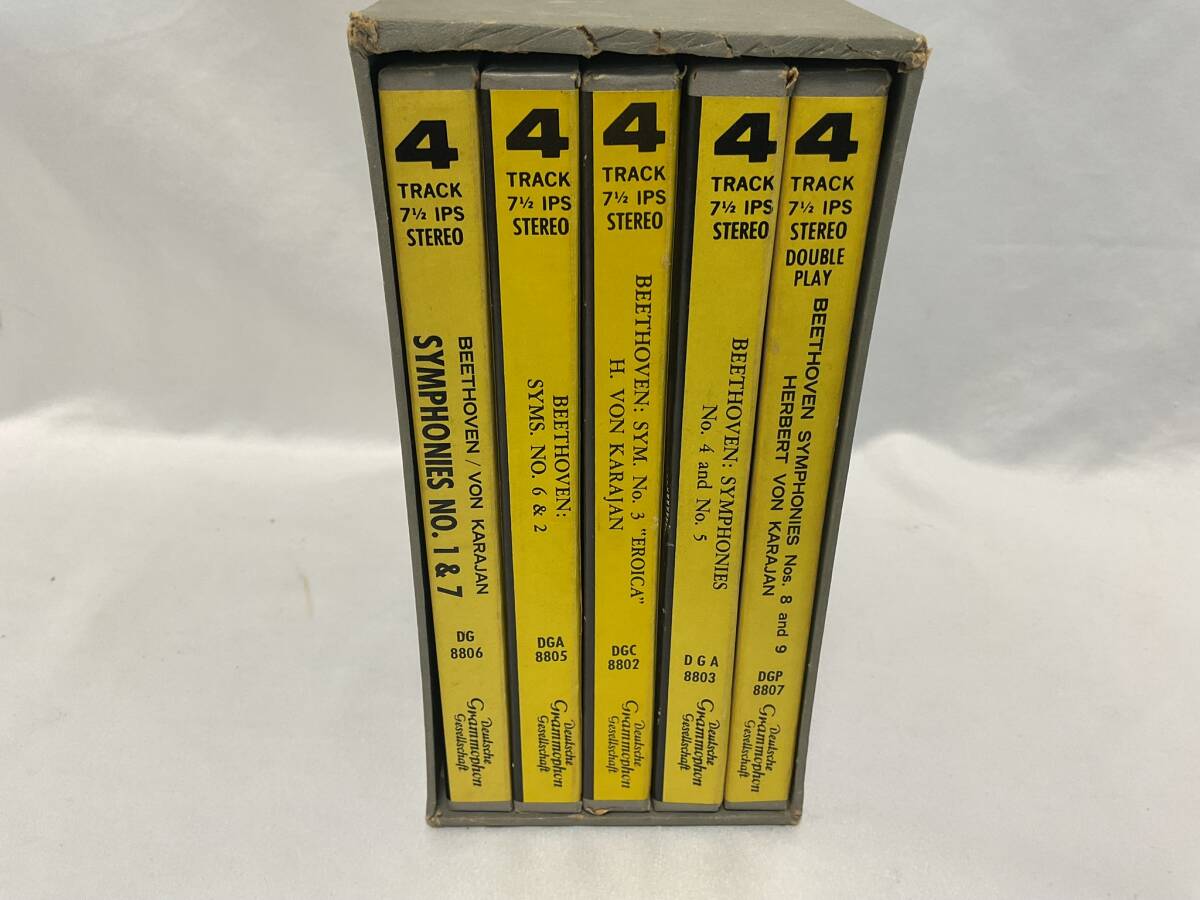 4
TRACK
7½ IPS
STEREO
BEETHOVEN / VON KARAJAN
SYMPHONIES NO. 1 & 7
DG
8806
Deutsche
Grammophon
Gesellschaft
4
TRACK
7½ IPS
STEREO
BEETHOVEN:
SYMS. NO. 6 & 2
DGA
8805
Deutsche
Grammophon
Gesellschaft
4
TRACK
7½ IPS
STEREO
BEETHOVEN: SYM. No. 3 "EROICA"
H. VON KARAJAN
DGC
8802
Deutsche
Grammophon
Gesellschaft
4
TRACK
7½ IPS
STEREO
BEETHOVEN: SYMPHONIES
No. 4 and No. 5
DGA
8803
Deutsche
Grammophon
Gesellschaft
4
TRACK
7½ IPS
STEREO
DOUBLE
PLAY
BEETHOVEN SYMPHONIES Nos. 8 and 9
HERBERT VON KARAJAN
DGP
8807
Deutsche
Grammophon
Gesellschaft